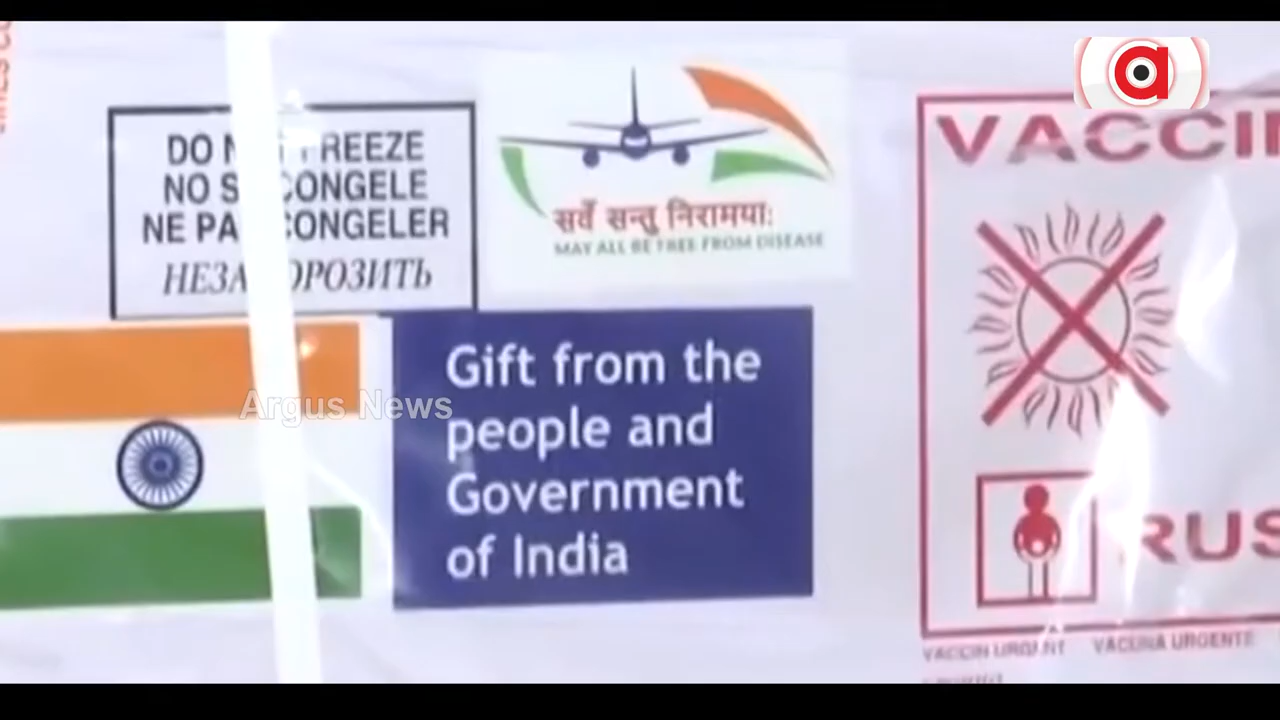 DO N FREEZE
NO S CONGELE
NE PA CONGELER
НЕЗА ОРОЗИТЬ
सर्वे सन्तु निरामयाः
MAY ALL BE FREE FROM DISEASE
Gift from the
people and
Government
of India
Argus News
VACCI
RUS
VACCIN URGENT VACUNA URGENTE
a